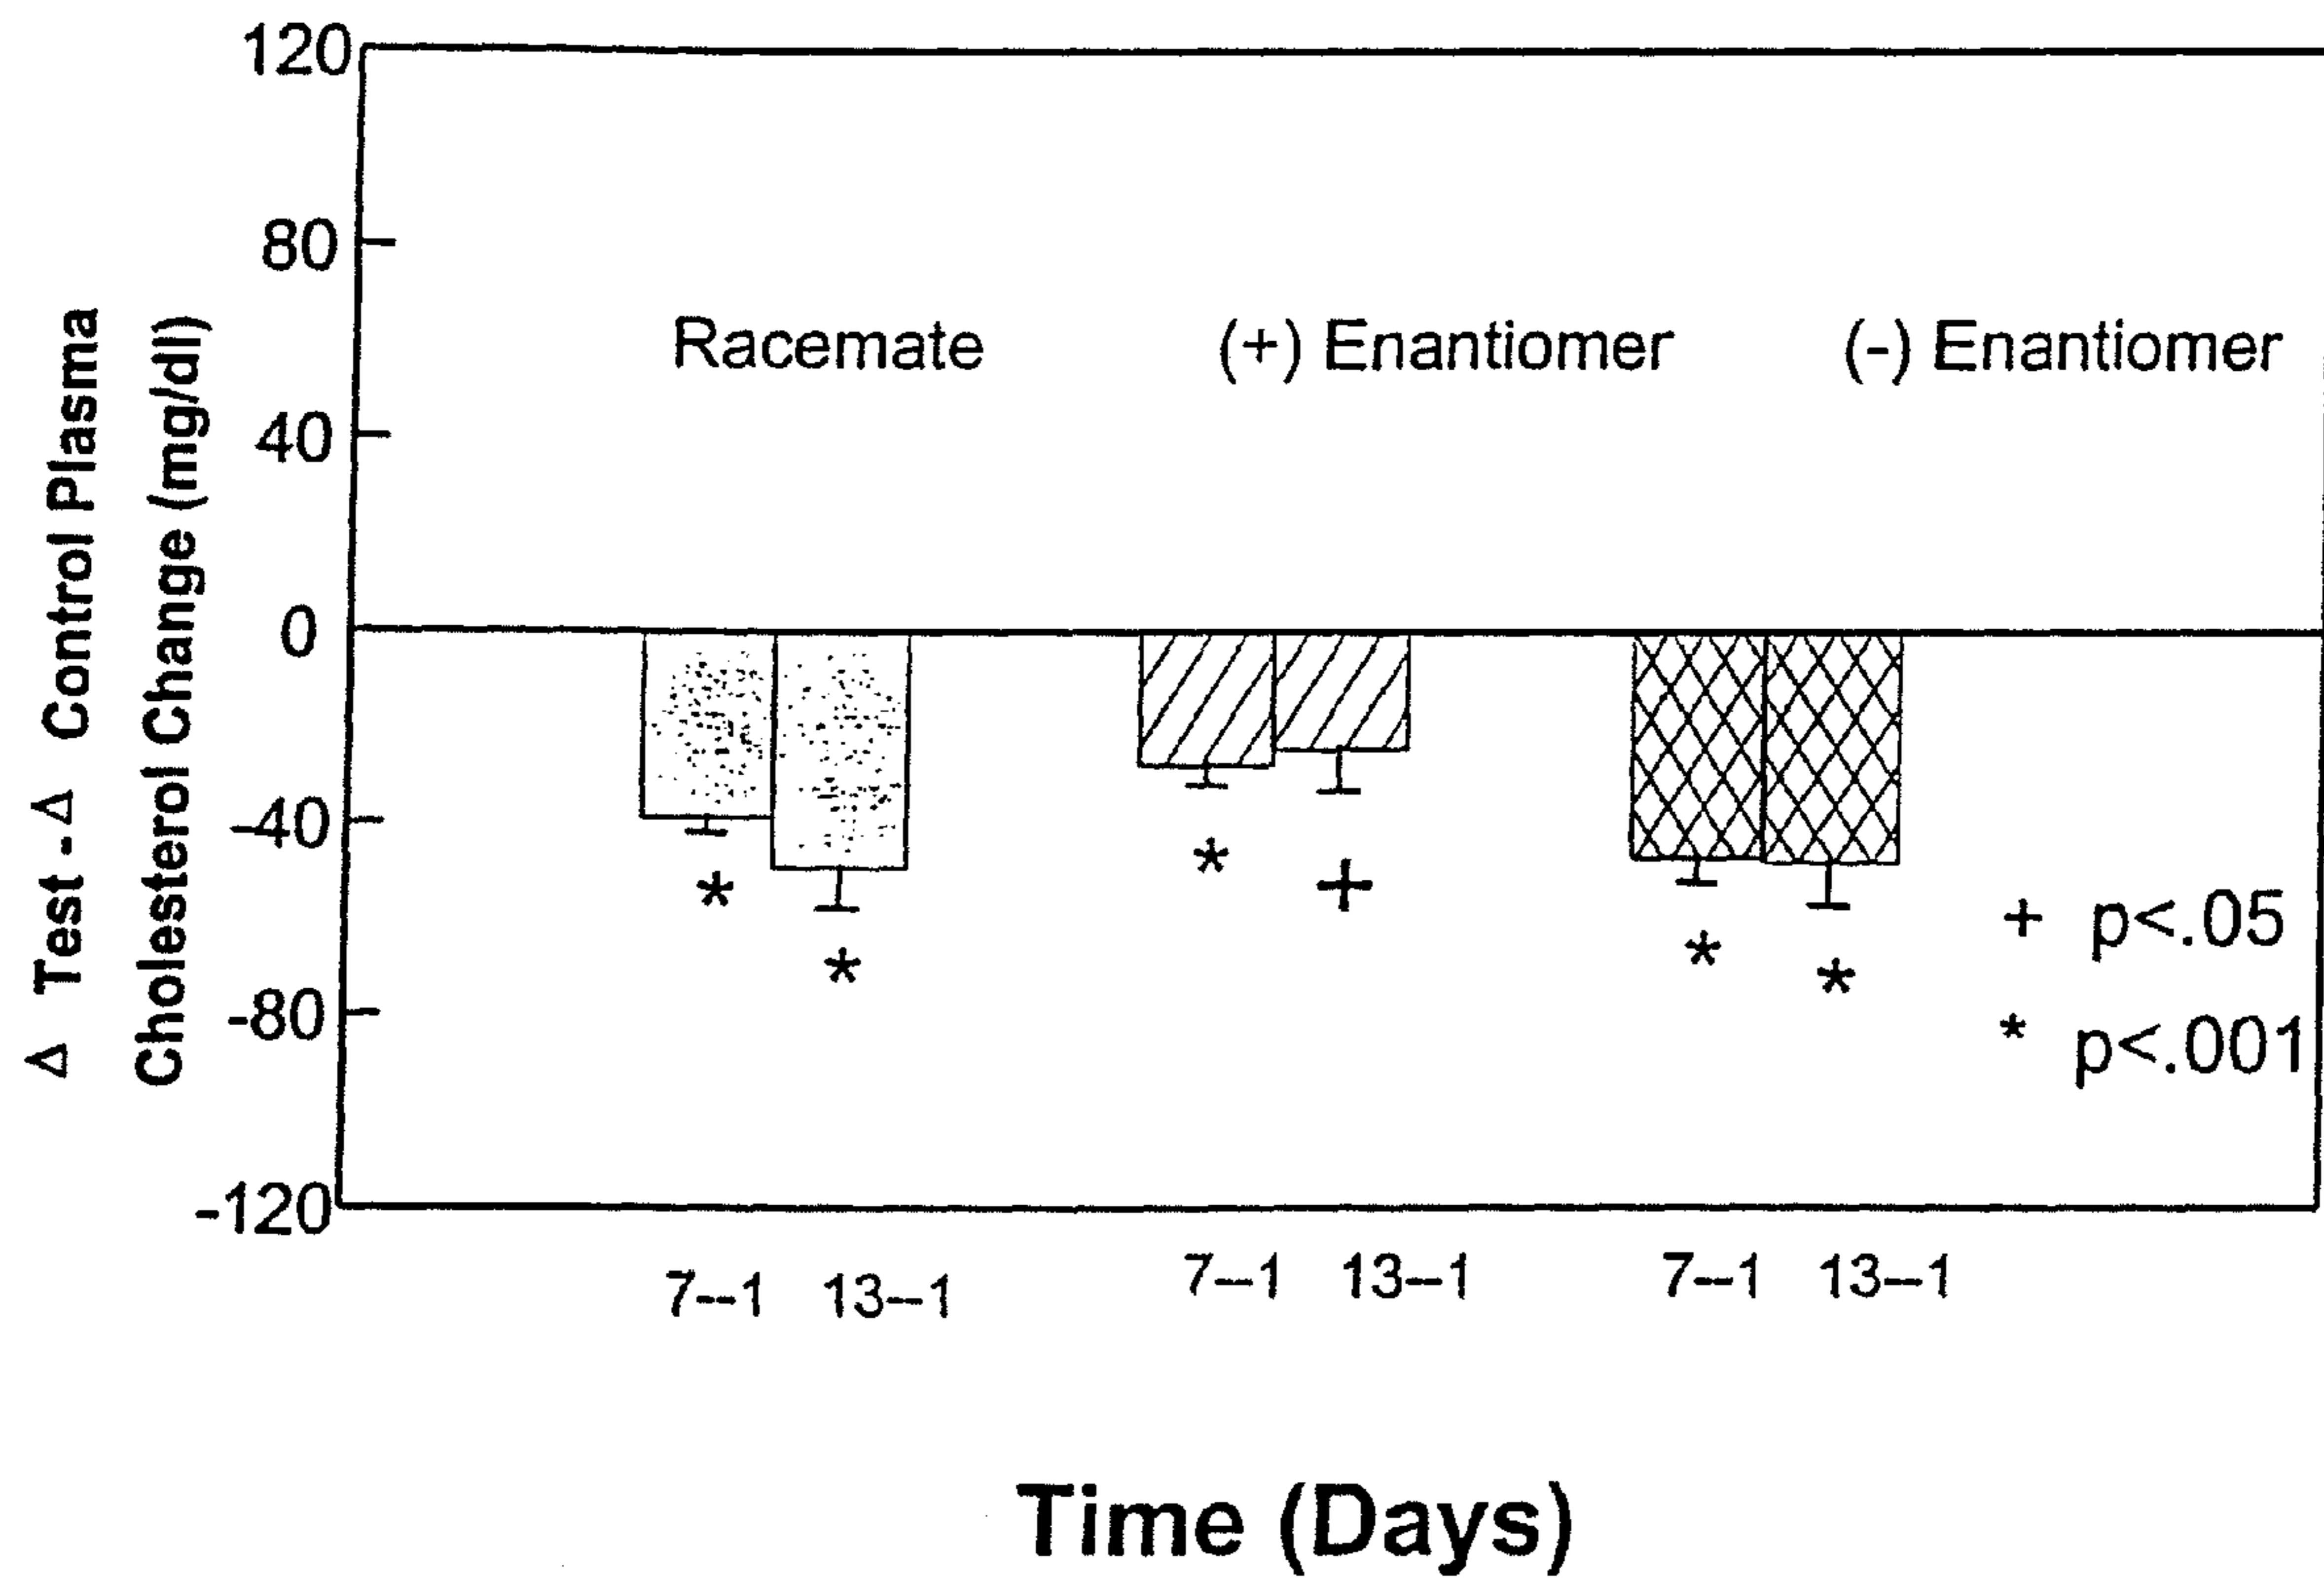 120
80
40
0
-40
-80
-120
Δ Test - Δ Control Plasma
Cholesterol Change (mg/dl)
Racemate
(+) Enantiomer
(-) Enantiomer
*
*
*
+
*
*
+ p<.05
* p<.001
7--1 13--1
7--1 13--1
7--1 13--1
Time (Days)